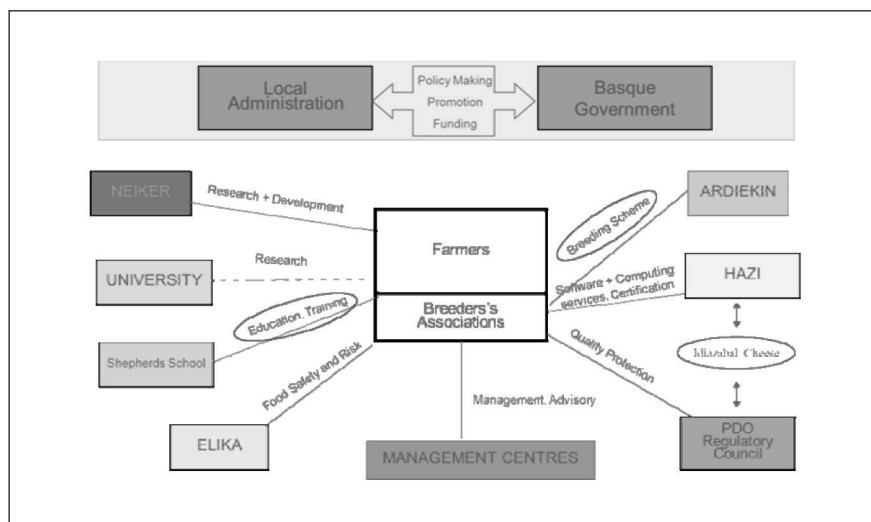 Local
Administration
Policy Making
Promotion
Funding
Basque
Government
NEIKER
Research + Development
ARDIEKIN
Breeding Scheme
Farmers
UNIVERSITY
Research
Software + Computing
services. Certification
HAZI
Breeders's
Associations
Education. Training
Shepherds School
Quality Protection
Idiazabal Cheese
Food Safety and Risk
Management. Advisory
ELIKA
MANAGEMENT CENTRES
PDO
Regulatory
Council